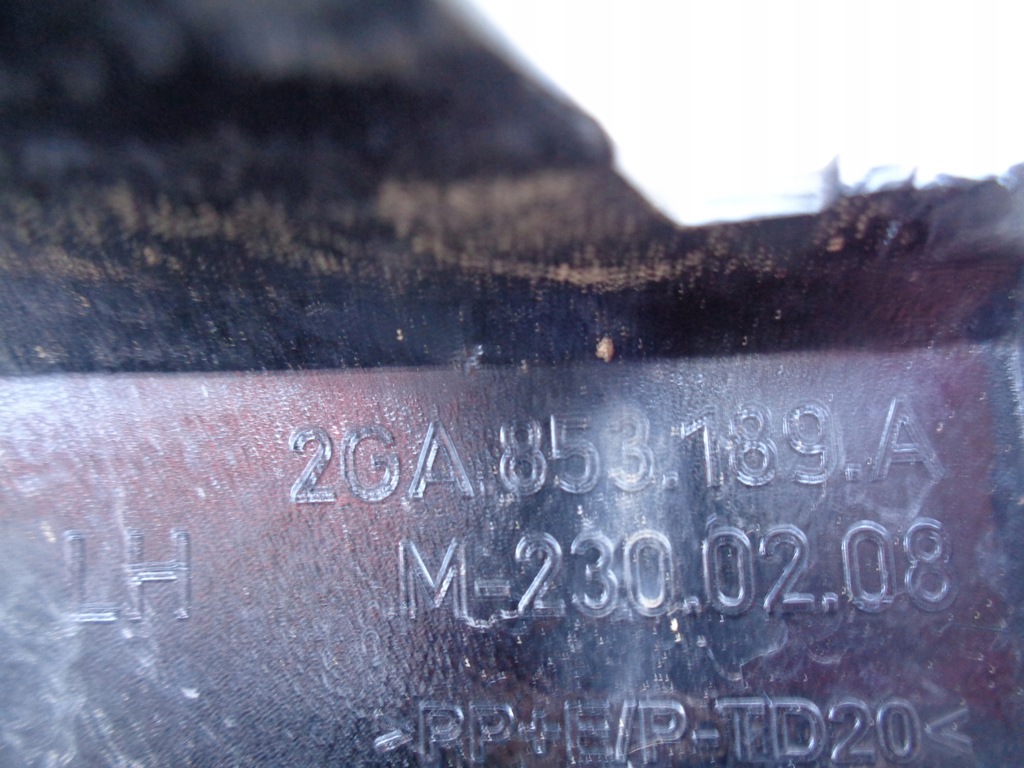 2GA.853.189.A
LH M-230.02.08
>PP+E/P-TD20<